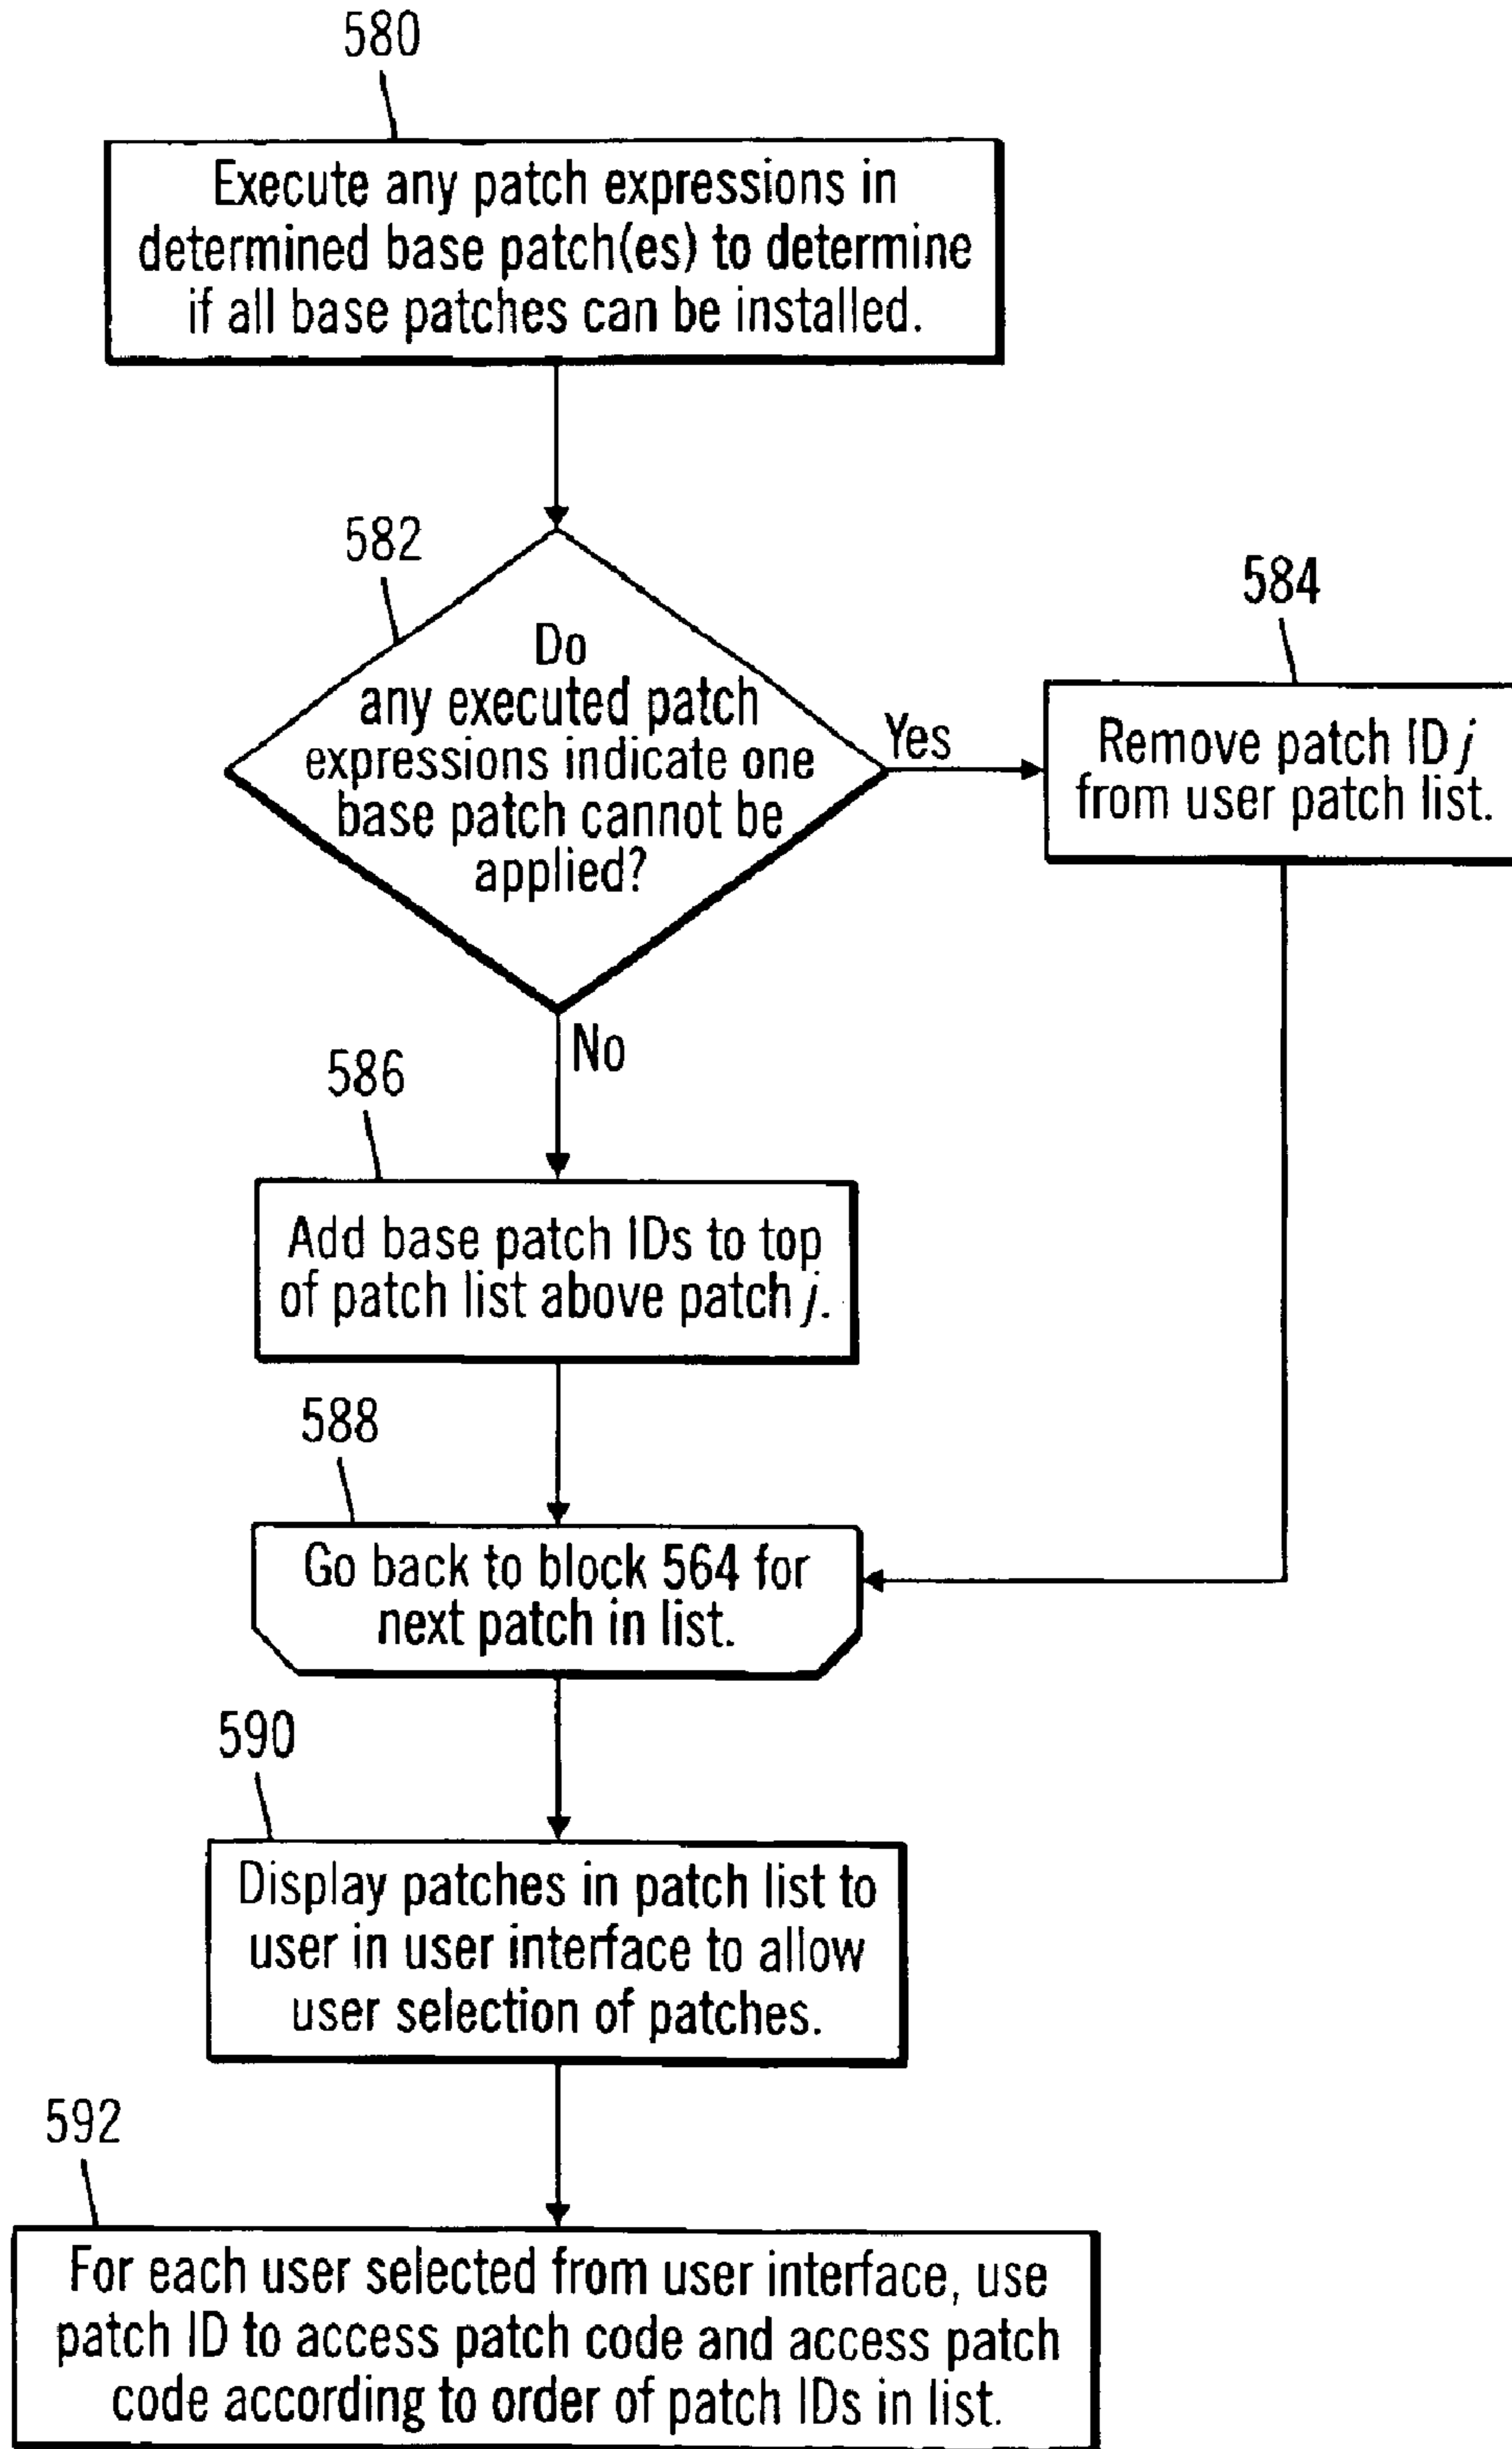 580
Execute any patch expressions in
determined base patch(es) to determine
if all base patches can be installed.
582
Do
any executed patch
expressions indicate one
base patch cannot be
applied?
Yes
584
Remove patch ID j
from user patch list.
No
586
Add base patch IDs to top
of patch list above patch j.
588
Go back to block 564 for
next patch in list.
590
Display patches in patch list to
user in user interface to allow
user selection of patches.
592
For each user selected from user interface, use
patch ID to access patch code and access patch
code according to order of patch IDs in list.